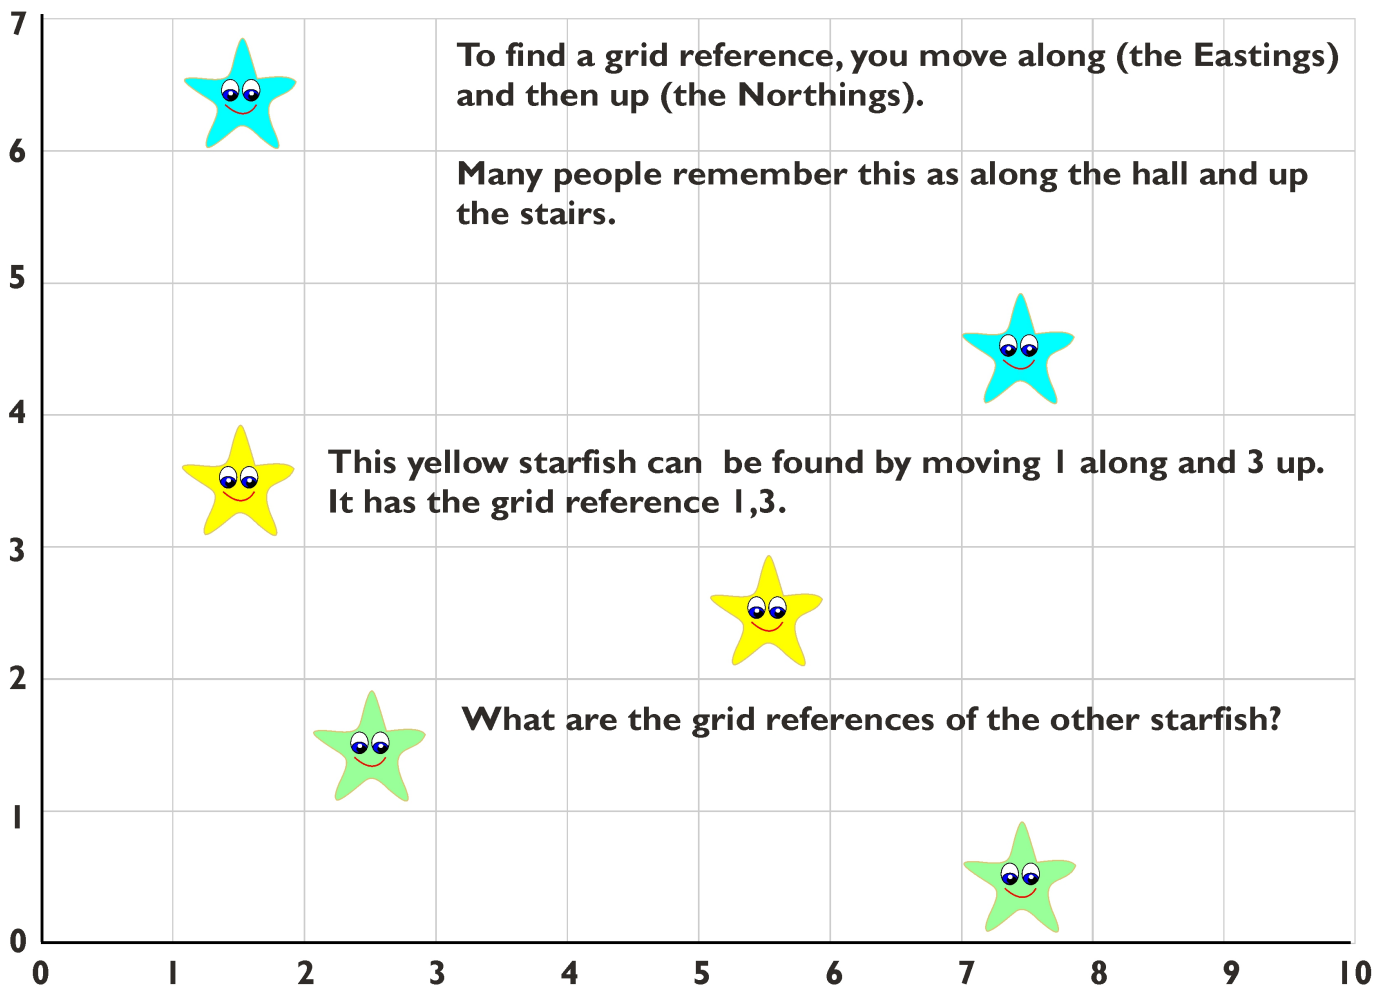 7
To find a grid reference, you move along (the Eastings)
and then up (the Northings).
6
Many people remember this as along the hall and up
the stairs.
5
4
This yellow starfish can  be found by moving 1 along and 3 up.
It has the grid reference 1,3.
3
2
What are the grid references of the other starfish?
1
0
0 1 2 3 4 5 6 7 8 9 10